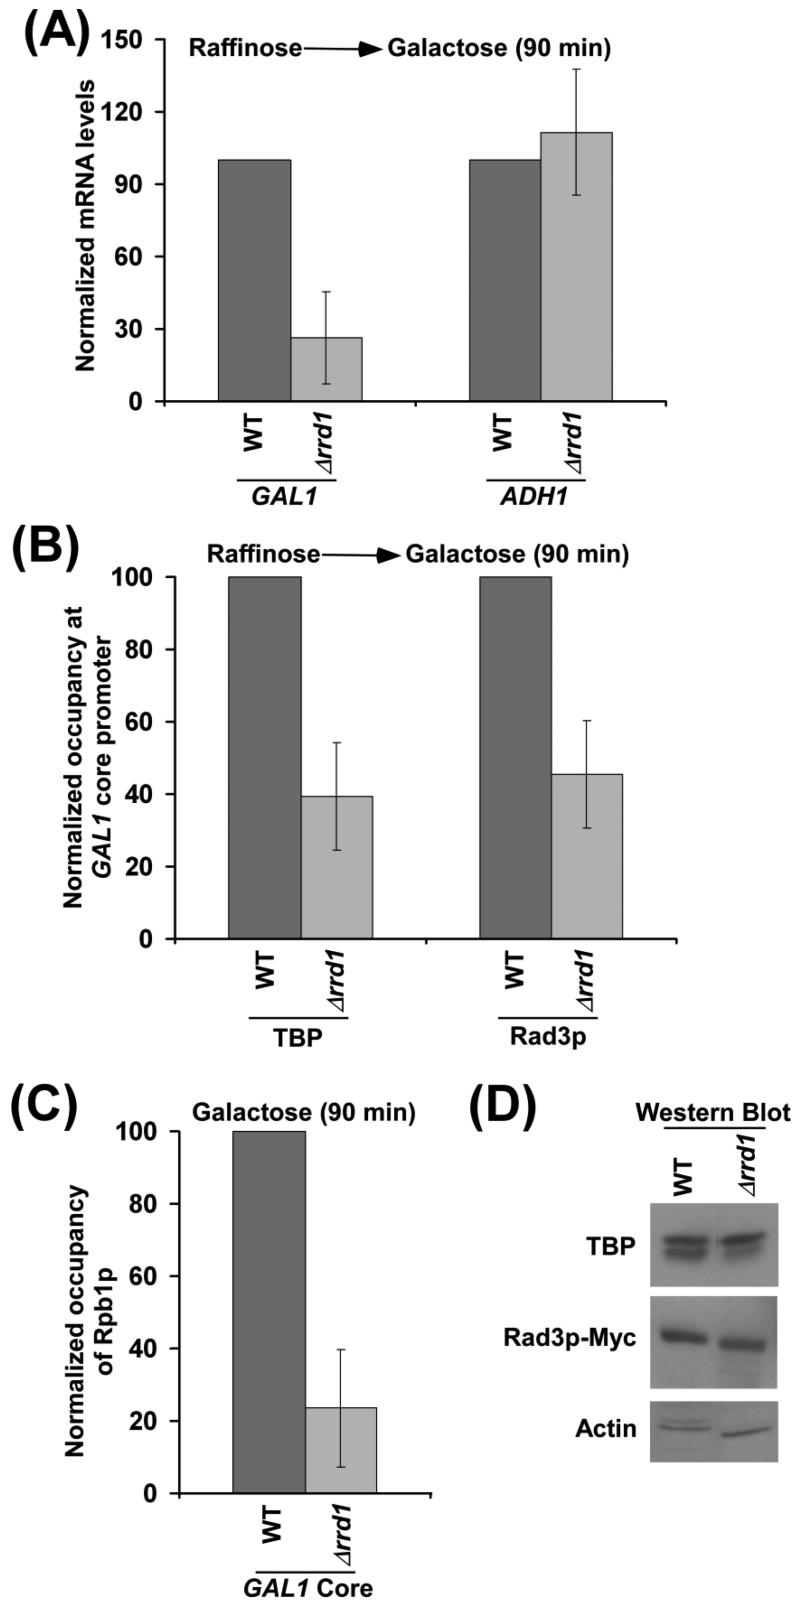 (A)
Raffinose Galactose (90 min)
Normalized mRNA levels
150
120
90
60
30
0
WT
Δrrd1
WT
Δrrd1
GAL1
ADH1
(B)
Raffinose Galactose (90 min)
Normalized occupancy at
GAL1 core promoter
100
80
60
40
20
0
WT
Δrrd1
WT
Δrrd1
TBP
Rad3p
(C)
Galactose (90 min)
Normalized occupancy
of Rpb1p
100
80
60
40
20
0
WT
Δrrd1
GAL1 Core
(D)
Western Blot
WT
Δrrd1
TBP
Rad3p-Myc
Actin